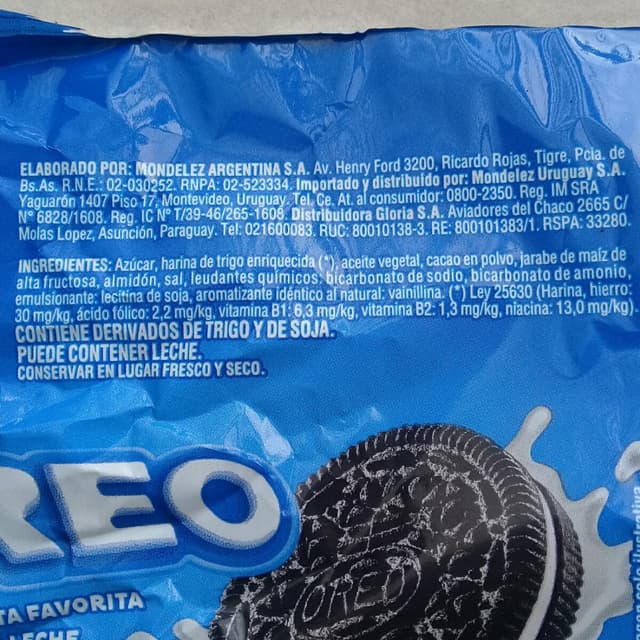 ELABORADO POR: MONDELEZ ARGENTINA S.A. Av. Henry Ford 3200, Ricardo Rojas, Tigre, Pcia. de
Bs.As. R.N.E.: 02-030252. RNPA: 02-523334. Importado y distribuido por: Mondelez Uruguay S.A.
Yaguarón 1407 Piso 17, Montevideo, Uruguay. Tel. Ce. At. al consumidor: 0800-2350. Reg. IM SRA
N° 6828/1608. Reg. IC N° T/39-46/265-1608. Distribuidora Gloria S.A. Aviadores del Chaco 2665 C/
Molas Lopez, Asunción, Paraguay. Tel: 021600083. RUC: 80010138-3. RE: 800101383/1. RSPA: 33280.
INGREDIENTES: Azúcar, harina de trigo enriquecida (*), aceite vegetal, cacao en polvo, jarabe de maíz de
alta fructosa, almidón, sal, leudantes químicos: bicarbonato de sodio, bicarbonato de amonio,
emulsionante: lecitina de soja, aromatizante idéntico al natural: vainillina. (*) Ley 25630 (Harina, hierro:
30 mg/kg, ácido fólico: 2,2 mg/kg, vitamina B1: 6,3 mg/kg, vitamina B2: 1,3 mg/kg, niacina: 13,0 mg/kg).
CONTIENE DERIVADOS DE TRIGO Y DE SOJA.
PUEDE CONTENER LECHE.
CONSERVAR EN LUGAR FRESCO Y SECO.
REO
OREO
TA FAVORITA
LECHE